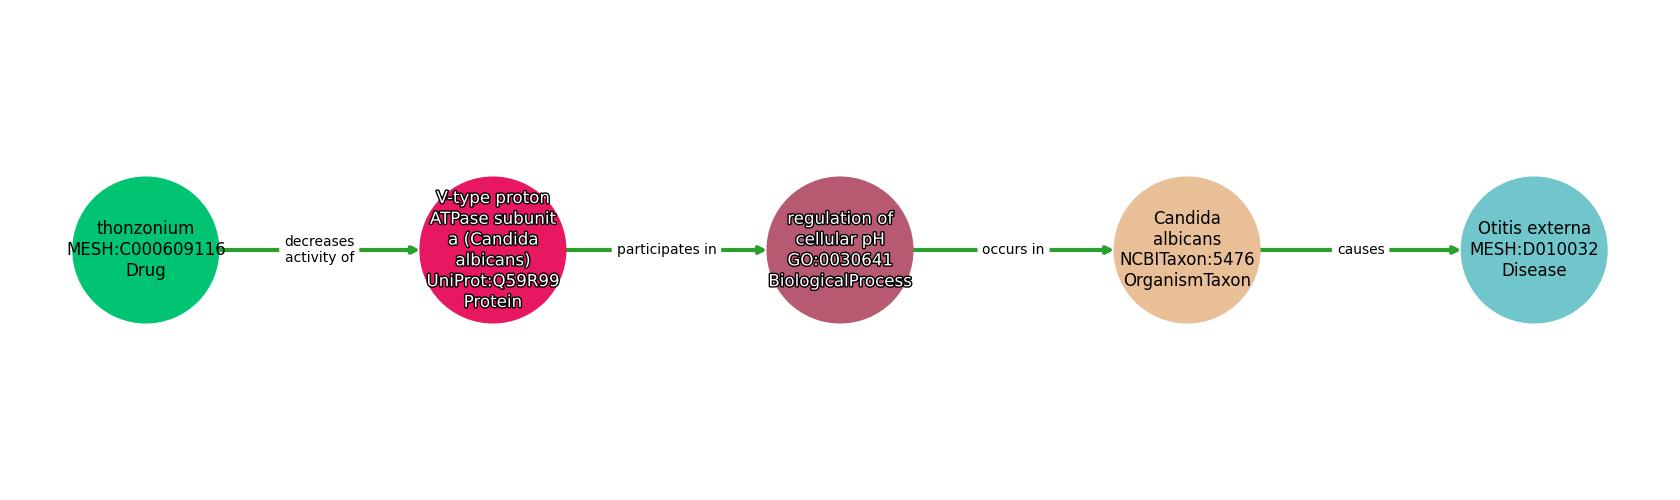 thonzonium
MESH:C000609116
Drug
decreases
activity of
V-type proton
ATPase subunit
a (Candida
albicans)
UniProt:Q59R99
Protein
participates in
regulation of
cellular pH
GO:0030641
BiologicalProcess
occurs in
Candida
albicans
NCBITaxon:5476
OrganismTaxon
causes
Otitis externa
MESH:D010032
Disease